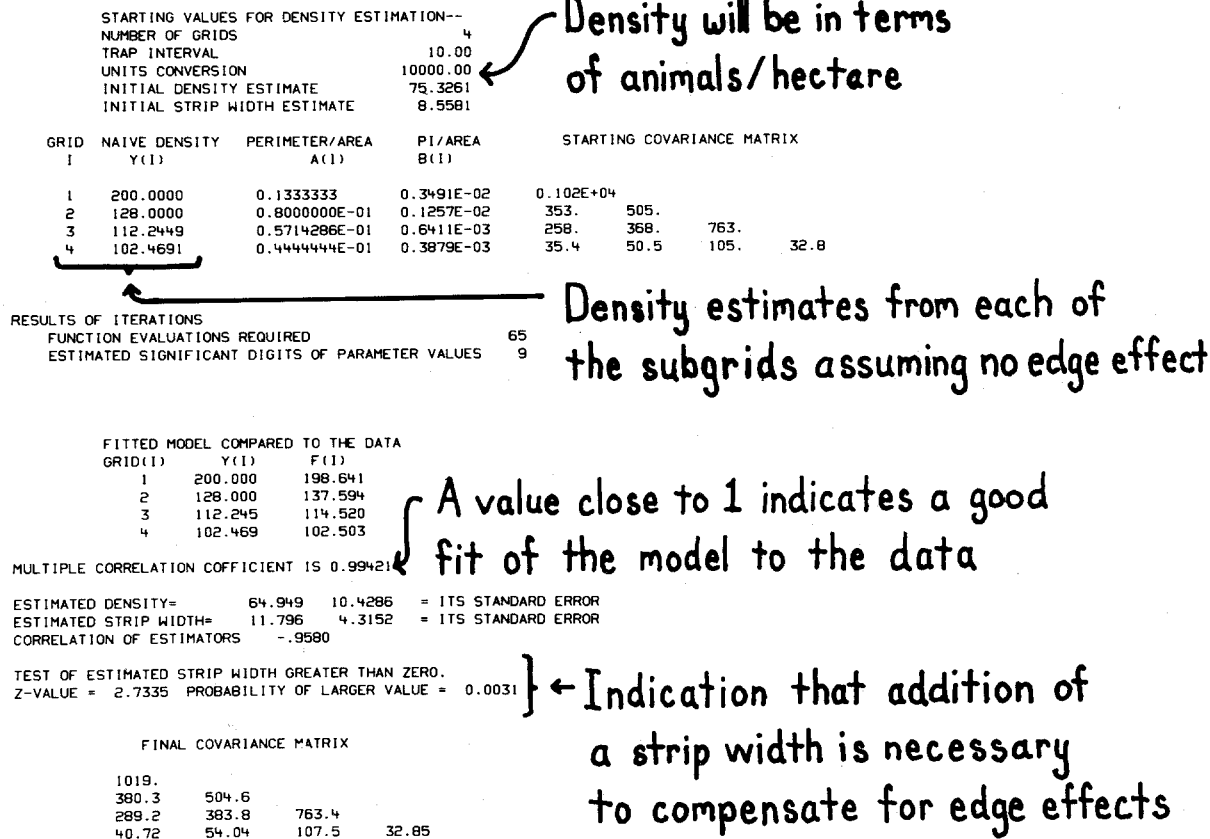 STARTING VALUES FOR DENSITY ESTIMATION--
NUMBER OF GRIDS 4
TRAP INTERVAL 10.00
UNITS CONVERSION 10000.00
INITIAL DENSITY ESTIMATE 75.3261
INITIAL STRIP WIDTH ESTIMATE 8.5581
Density will be in terms
of animals/hectare
GRID NAIVE DENSITY PERIMETER/AREA PI/AREA STARTING COVARIANCE MATRIX
I Y(I) A(I) B(I)
1 200.0000 0.1333333 0.3491E-02 0.102E+04
2 128.0000 0.8000000E-01 0.1257E-02 353. 505.
3 112.2449 0.5714286E-01 0.6411E-03 258. 368. 763.
4 102.4691 0.4444444E-01 0.3879E-03 35.4 50.5 105. 32.8
Density estimates from each of
the subgrids assuming no edge effect
RESULTS OF ITERATIONS
FUNCTION EVALUATIONS REQUIRED 65
ESTIMATED SIGNIFICANT DIGITS OF PARAMETER VALUES 9
FITTED MODEL COMPARED TO THE DATA
GRID(I) Y(I) F(I)
1 200.000 198.641
2 128.000 137.594
3 112.245 114.520
4 102.469 102.503
A value close to 1 indicates a good
fit of the model to the data
MULTIPLE CORRELATION COFFICIENT IS 0.99421
ESTIMATED DENSITY= 64.949 10.4286 = ITS STANDARD ERROR
ESTIMATED STRIP WIDTH= 11.796 4.3152 = ITS STANDARD ERROR
CORRELATION OF ESTIMATORS -.9580
TEST OF ESTIMATED STRIP WIDTH GREATER THAN ZERO.
Z-VALUE = 2.7335 PROBABILITY OF LARGER VALUE = 0.0031
Indication that addition of
a strip width is necessary
to compensate for edge effects
FINAL COVARIANCE MATRIX
1019.
380.3 504.6
289.2 383.8 763.4
40.72 54.04 107.5 32.85